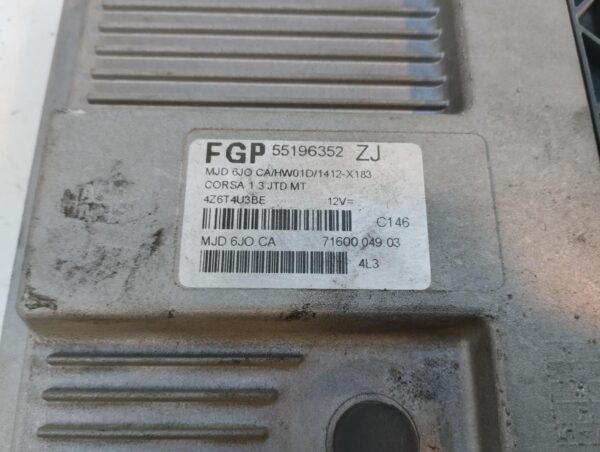 FGP 55196352 ZJ
MJD 6JO CA/HW01D/1412-X183
CORSA 1.3 JTD MT
4Z6T4U3BE 12V=
C146
MJD 6JO CA 71600 049 03
4L3